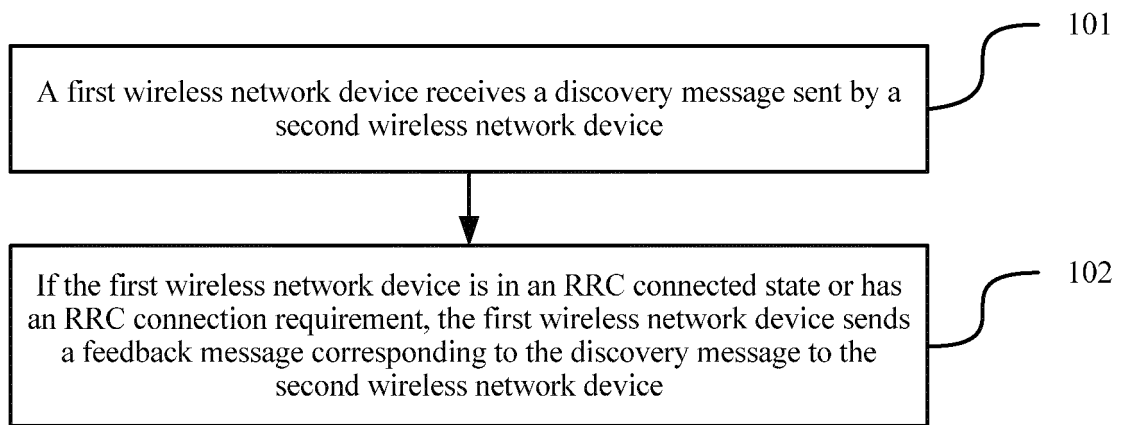 101
A first wireless network device receives a discovery message sent by a
second wireless network device
102
If the first wireless network device is in an RRC connected state or has
an RRC connection requirement, the first wireless network device sends
a feedback message corresponding to the discovery message to the
second wireless network device